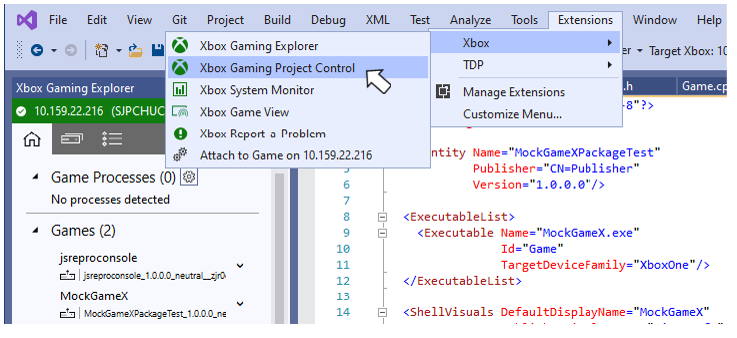 File Edit View Git Project Build Debug XML Test Analyze Tools Extensions Window Help
Xbox Gaming Explorer
Xbox
er Target Xbox: 10
Xbox Gaming Project Control
TDP
Xbox Gaming Explorer
Xbox System Monitor
Manage Extensions
.h
Game.cp
10.159.22.216 (SJPCHUC
Xbox Game View
Customize Menu...
-8"?>
Xbox Report a Problem
Attach to Game on 10.159.22.216
entity Name="MockGameXPackageTest"
Game Processes (0)
5 Publisher="CN=Publisher"
No processes detected
6 Version="1.0.0.0"/>
7
Games (2)
8 <ExecutableList>
9 <Executable Name="MockGameX.exe"
jsreproconsole
10 Id="Game"
jsreproconsole_1.0.0.0_neutral__zjr0
11 TargetDeviceFamily="XboxOne"/>
MockGameX
12 </ExecutableList>
MockGameXPackageTest_1.0.0.0_ne
13
14 <ShellVisuals DefaultDisplayName="MockGameX"